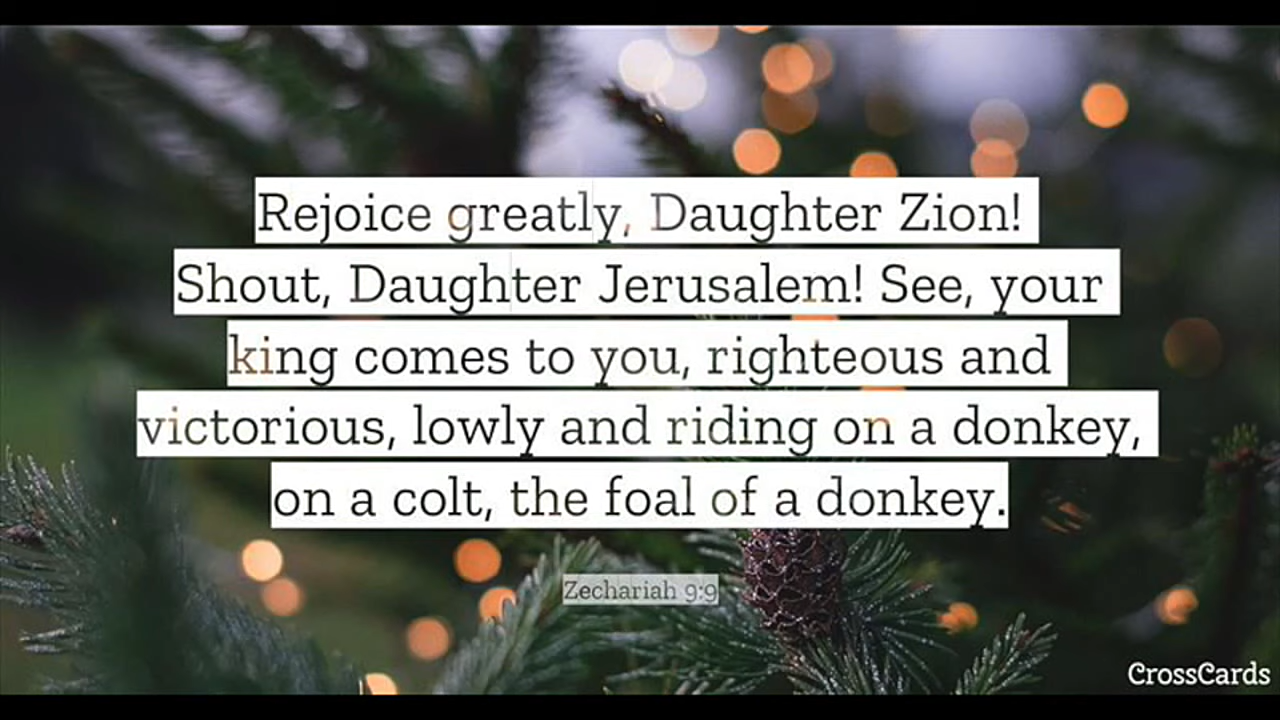 Rejoice greatly, Daughter Zion!
Shout, Daughter Jerusalem! See, your
king comes to you, righteous and
victorious, lowly and riding on a donkey,
on a colt, the foal of a donkey.
Zechariah 9:9
CrossCards